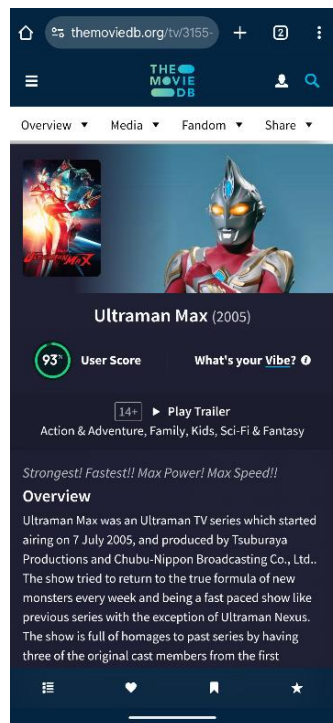 themoviedb.org/tv/3155-
2
THE
MOVIE
DB
Overview
Media
Fandom
Share
ULTRAMAN MAX
Ultraman Max (2005)
93%
User Score
What's your Vibe?
14+
Play Trailer
Action & Adventure, Family, Kids, Sci-Fi & Fantasy
Strongest! Fastest!! Max Power! Max Speed!!
Overview
Ultraman Max was an Ultraman TV series which started
airing on 7 July 2005, and produced by Tsuburaya
Productions and Chubu-Nippon Broadcasting Co., Ltd..
The show tried to return to the true formula of new
monsters every week and being a fast paced show like
previous series with the exception of Ultraman Nexus.
The show is full of homages to past series by having
three of the original cast members from the first